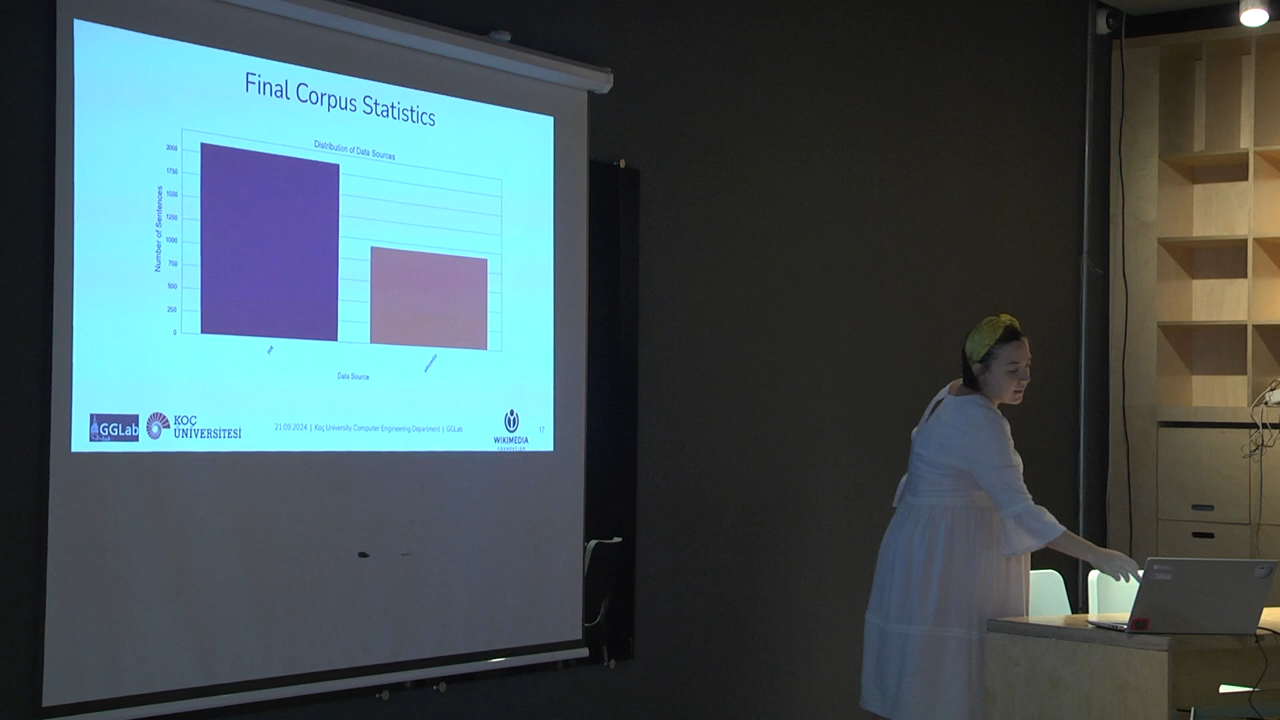 Final Corpus Statistics
Distribution of Data Sources
Number of Sentences
2000
1750
1500
1250
1000
750
500
250
0
Data Source
GGLab
KOÇ
ÜNİVERSİTESİ
21.09.2024 | Koç University Computer Engineering Department | GGLab
WIKIMEDIA
FOUNDATION
17